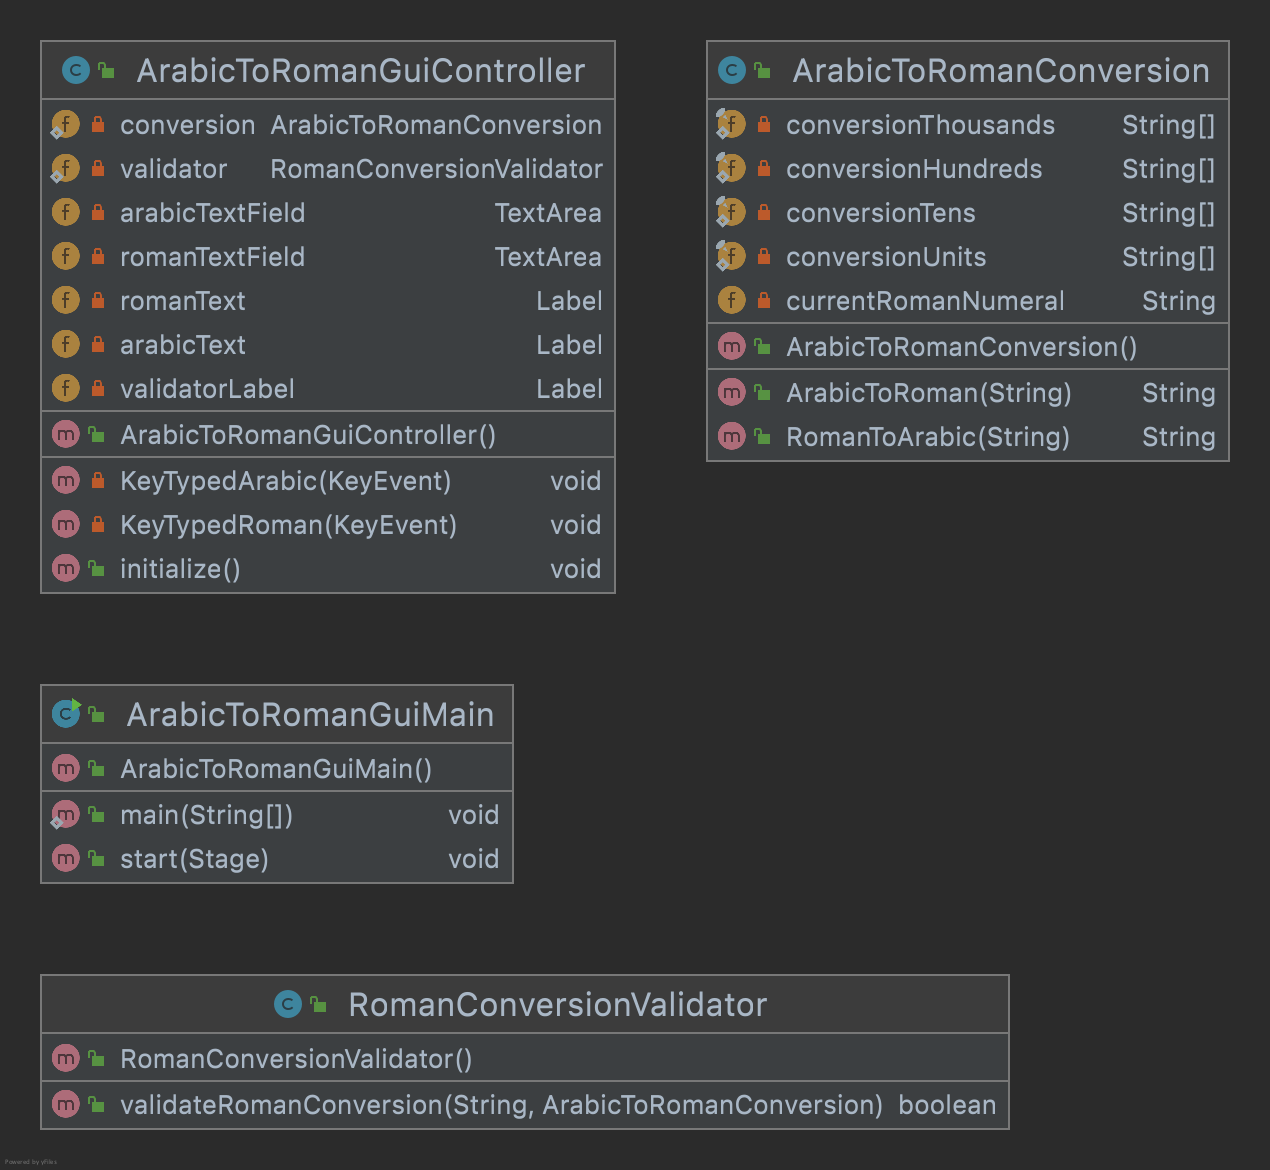 ArabicToRomanGuiController
conversion ArabicToRomanConversion
validator RomanConversionValidator
arabicTextField TextArea
romanTextField TextArea
romanText Label
arabicText Label
validatorLabel Label
ArabicToRomanGuiController()
KeyTypedArabic(KeyEvent) void
KeyTypedRoman(KeyEvent) void
initialize() void
ArabicToRomanConversion
conversionThousands String[]
conversionHundreds String[]
conversionTens String[]
conversionUnits String[]
currentRomanNumeral String
ArabicToRomanConversion()
ArabicToRoman(String) String
RomanToArabic(String) String
ArabicToRomanGuiMain
ArabicToRomanGuiMain()
main(String[]) void
start(Stage) void
RomanConversionValidator
RomanConversionValidator()
validateRomanConversion(String, ArabicToRomanConversion) boolean
Powered by yFiles